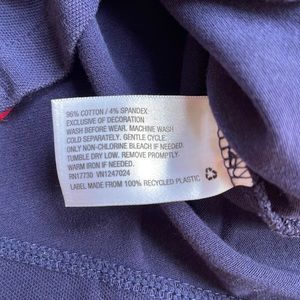 96% COTTON / 4% SPANDEX
EXCLUSIVE OF DECORATION
WASH BEFORE WEAR. MACHINE WASH
COLD SEPARATELY. GENTLE CYCLE.
ONLY NON-CHLORINE BLEACH IF NEEDED.
TUMBLE DRY LOW. REMOVE PROMPTLY.
WARM IRON IF NEEDED.
RN17730 VN1247024
LABEL MADE FROM 100% RECYCLED PLASTIC